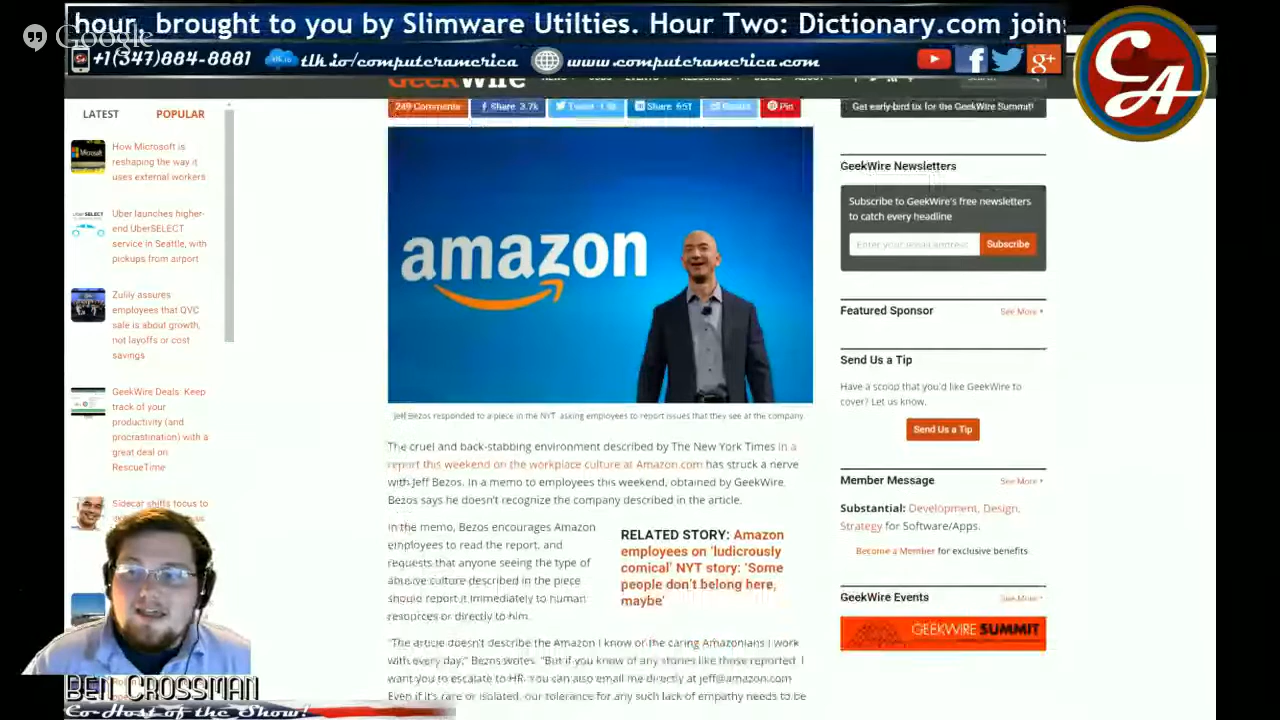 hour, brought to you by Slimware Utilties. Hour Two: Dictionary.com join
Google
+1(347)884-8881 tlk.io/computeramerica www.computeramerica.com
CA
GEEKWIRE
249 Comments Share 3.7k Tweet Share 651 Pin
Get early-bird tix for the GeekWire Summit!
LATEST POPULAR
How Microsoft is
reshaping the way it
uses external workers
Uber launches higher-
end UberSELECT
service in Seattle, with
pickups from airport
Zulily assures
employees that QVC
sale is about growth,
not layoffs or cost
savings
GeekWire Deals: Keep
track of your
productivity (and
procrastination) with a
great deal on
RescueTime
Sidecar shifts focus to
amazon
Jeff Bezos responded to a piece in the NYT asking employees to report issues that they see at the company.
The cruel and back-stabbing environment described by The New York Times in a
report this weekend on the workplace culture at Amazon.com has struck a nerve
with Jeff Bezos. In a memo to employees this weekend, obtained by GeekWire,
Bezos says he doesn't recognize the company described in the article.
In the memo, Bezos encourages Amazon
employees to read the report, and
requests that anyone seeing the type of
abusive culture described in the piece
should report it immediately to human
resources or directly to him.
RELATED STORY: Amazon
employees on 'ludicrously
comical' NYT story: 'Some
people don't belong here,
maybe'
"The article doesn't describe the Amazon I know or the caring Amazonians I work
with every day," Bezos writes. "But if you know of any stories like those reported, I
want you to escalate to HR. You can also email me directly at jeff@amazon.com
Even if it's rare or isolated, our tolerance for any such lack of empathy needs to be
GeekWire Newsletters
Subscribe to GeekWire's free newsletters
to catch every headline
Enter your email address Subscribe
Featured Sponsor See More
Send Us a Tip
Have a scoop that you'd like GeekWire to
cover? Let us know.
Send Us a Tip
Member Message See More
Substantial: Development, Design,
Strategy for Software/Apps.
Become a Member for exclusive benefits
GeekWire Events See More
GEEKWIRE SUMMIT
BEN CROSSMAN
Co-Host of the Show!